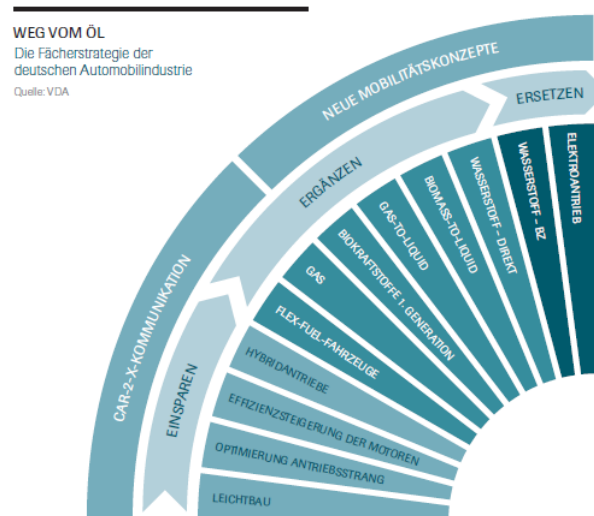 WEG VOM ÖL
Die Fächerstrategie der
deutschen Automobilindustrie
Quelle: VDA
CAR-2-X-KOMMUNIKATION
NEUE MOBILITÄTSKONZEPTE
EINSPAREN
ERGÄNZEN
ERSETZEN
LEICHTBAU
OPTIMIERUNG ANTRIEBSSTRANG
EFFIZIENZSTEIGERUNG DER MOTOREN
HYBRIDANTRIEBE
FLEX-FUEL-FAHRZEUGE
GAS
BIOKRAFTSTOFFE 1. GENERATION
GAS-TO-LIQUID
BIOMASS-TO-LIQUID
WASSERSTOFF – DIREKT
WASSERSTOFF – BZ
ELEKTROANTRIEB